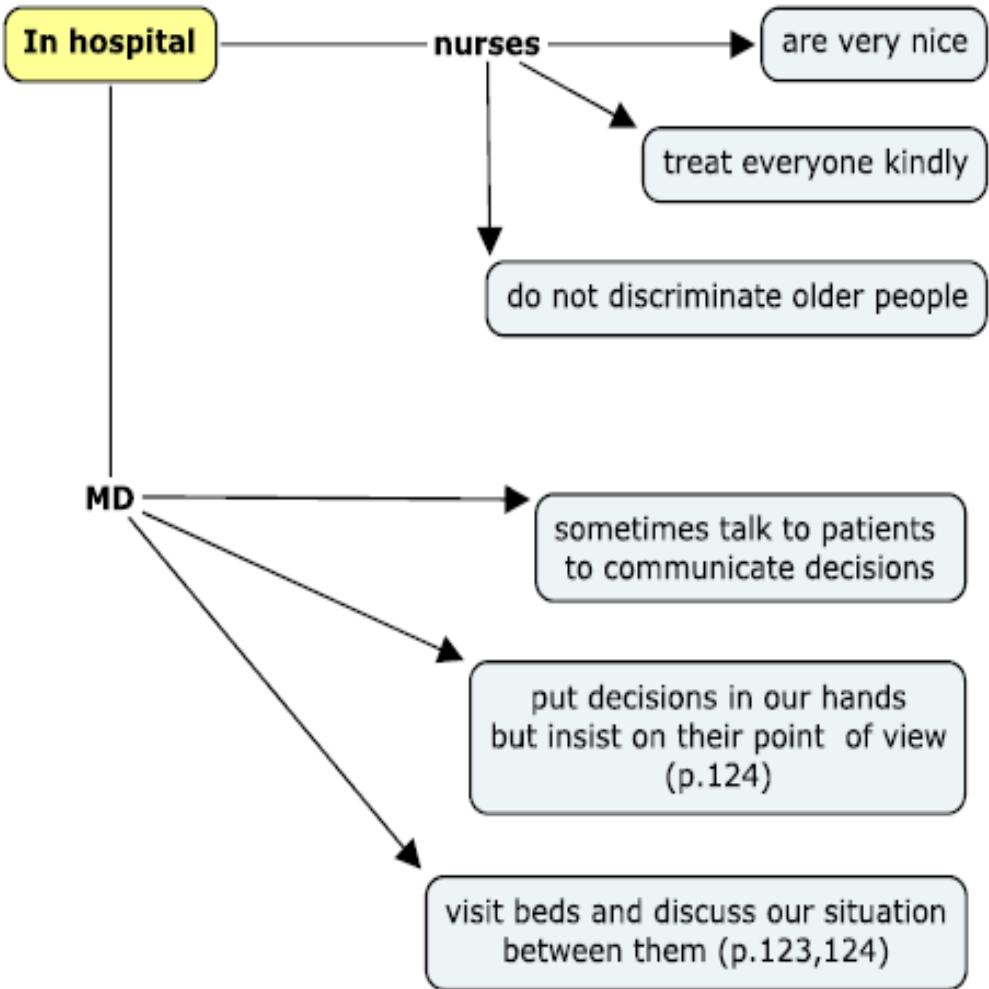 In hospital
nurses
are very nice
treat everyone kindly
do not discriminate older people
MD
sometimes talk to patients
to communicate decisions
put decisions in our hands
but insist on their point  of view
(p.124)
visit beds and discuss our situation
between them (p.123,124)